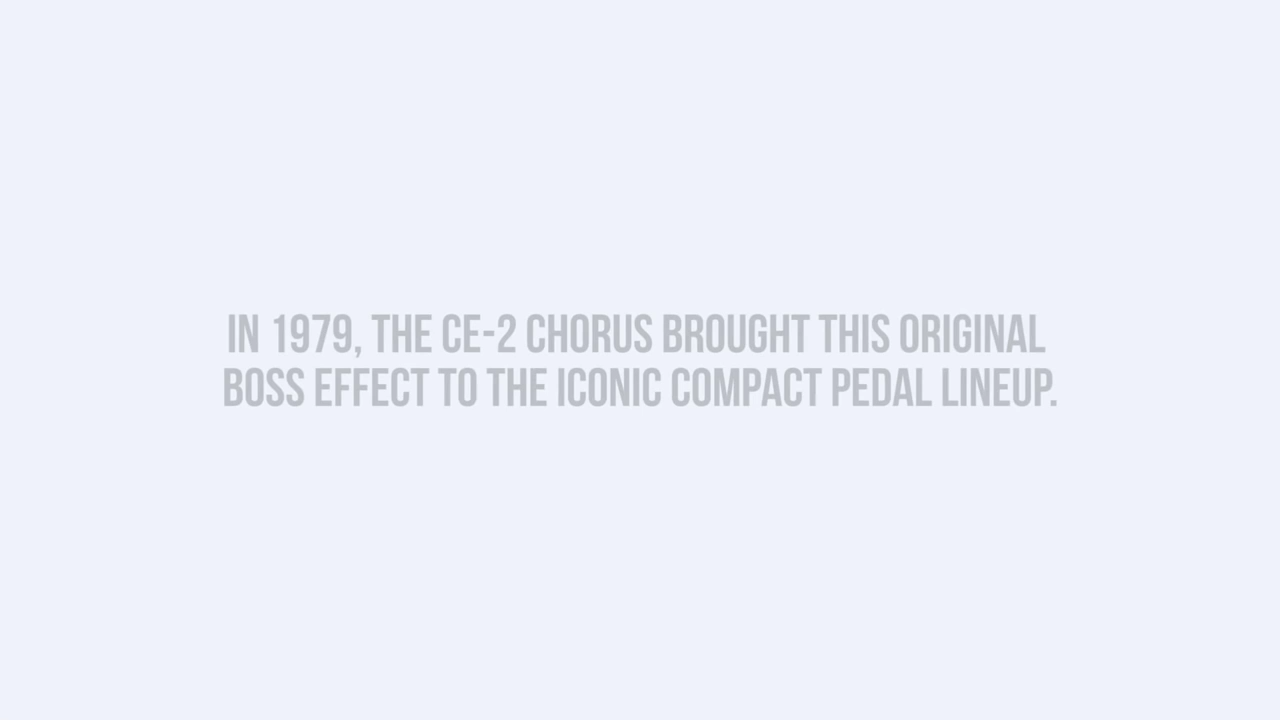 IN 1979, THE CE-2 CHORUS BROUGHT THIS ORIGINAL
BOSS EFFECT TO THE ICONIC COMPACT PEDAL LINEUP.